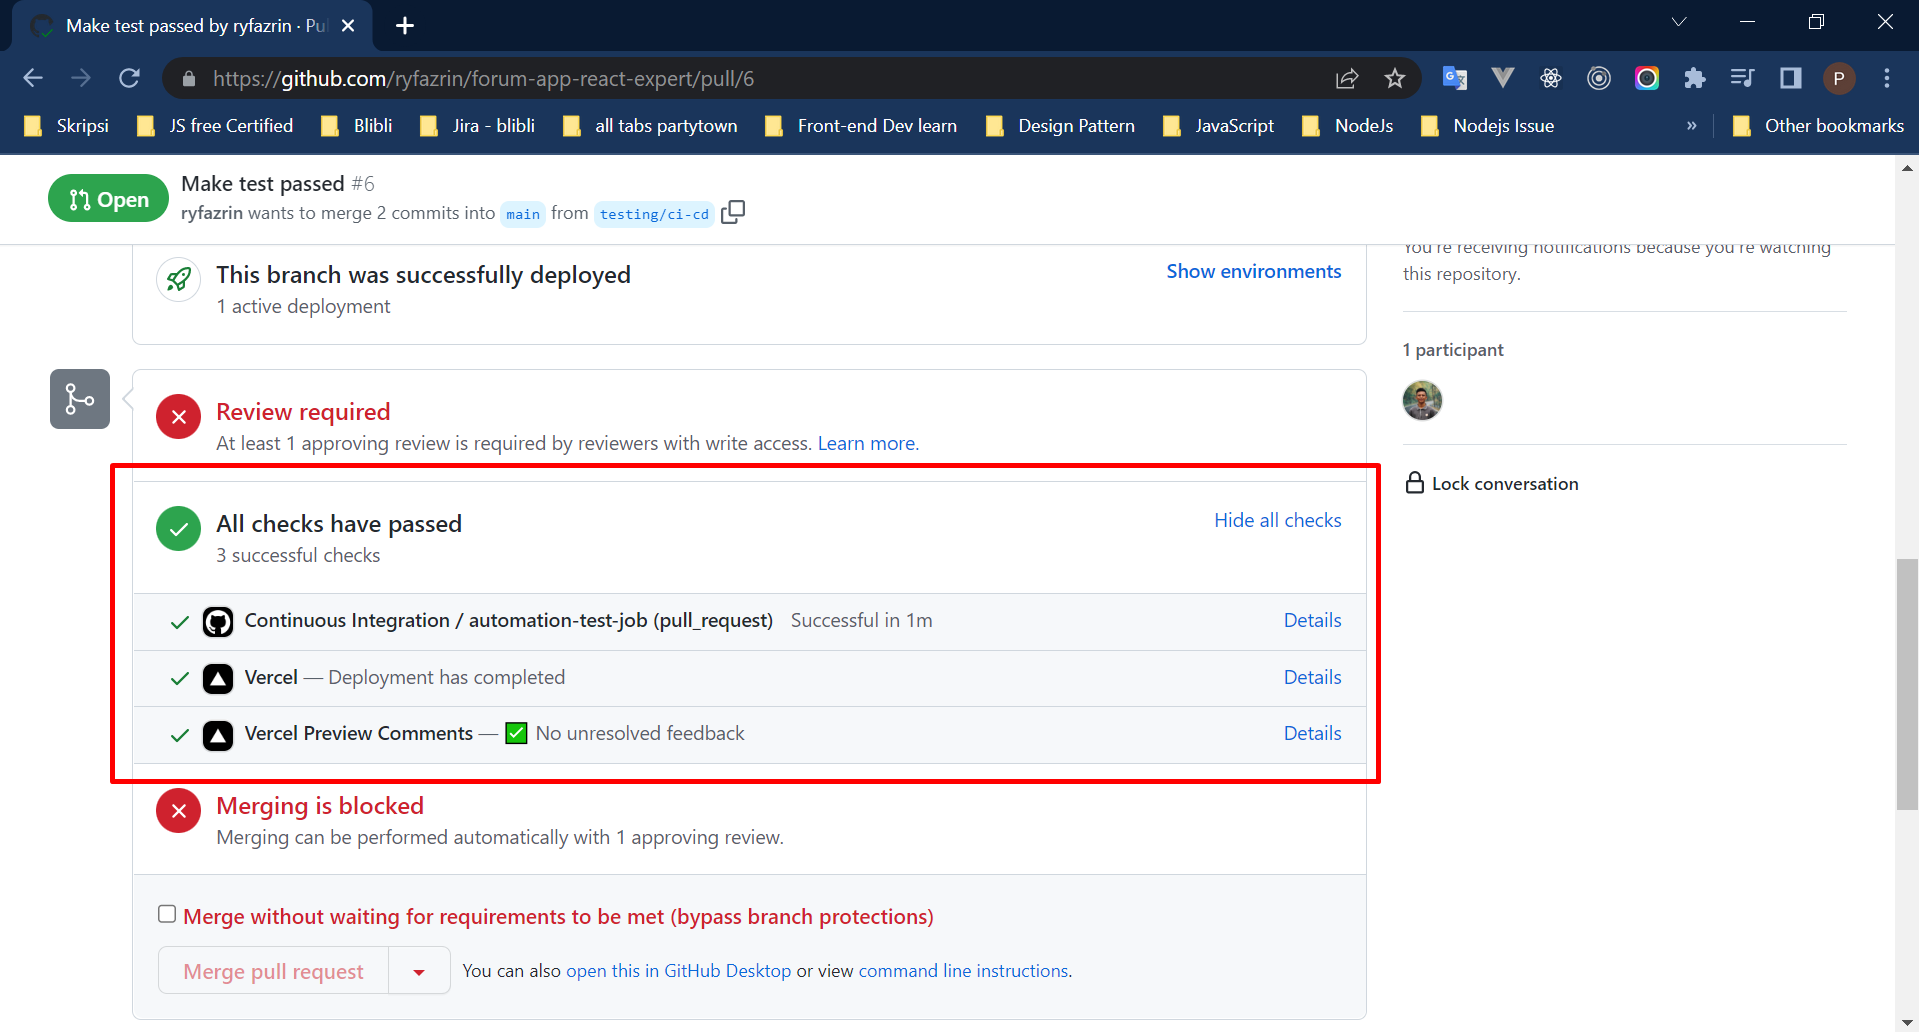 Make test passed by ryfazrin · Pul
https://github.com/ryfazrin/forum-app-react-expert/pull/6
P
Skripsi JS free Certified Blibli Jira - blibli all tabs partytown Front-end Dev learn Design Pattern JavaScript NodeJs Nodejs Issue » Other bookmarks
Open
Make test passed #6
ryfazrin wants to merge 2 commits into main from testing/ci-cd
This branch was successfully deployed
Show environments
1 active deployment
You're receiving notifications because you're watching
this repository.
1 participant
Lock conversation
Review required
At least 1 approving review is required by reviewers with write access. Learn more.
All checks have passed
Hide all checks
3 successful checks
Continuous Integration / automation-test-job (pull_request) Successful in 1m Details
Vercel — Deployment has completed Details
Vercel Preview Comments — ✅ No unresolved feedback Details
Merging is blocked
Merging can be performed automatically with 1 approving review.
Merge without waiting for requirements to be met (bypass branch protections)
Merge pull request
You can also open this in GitHub Desktop or view command line instructions.